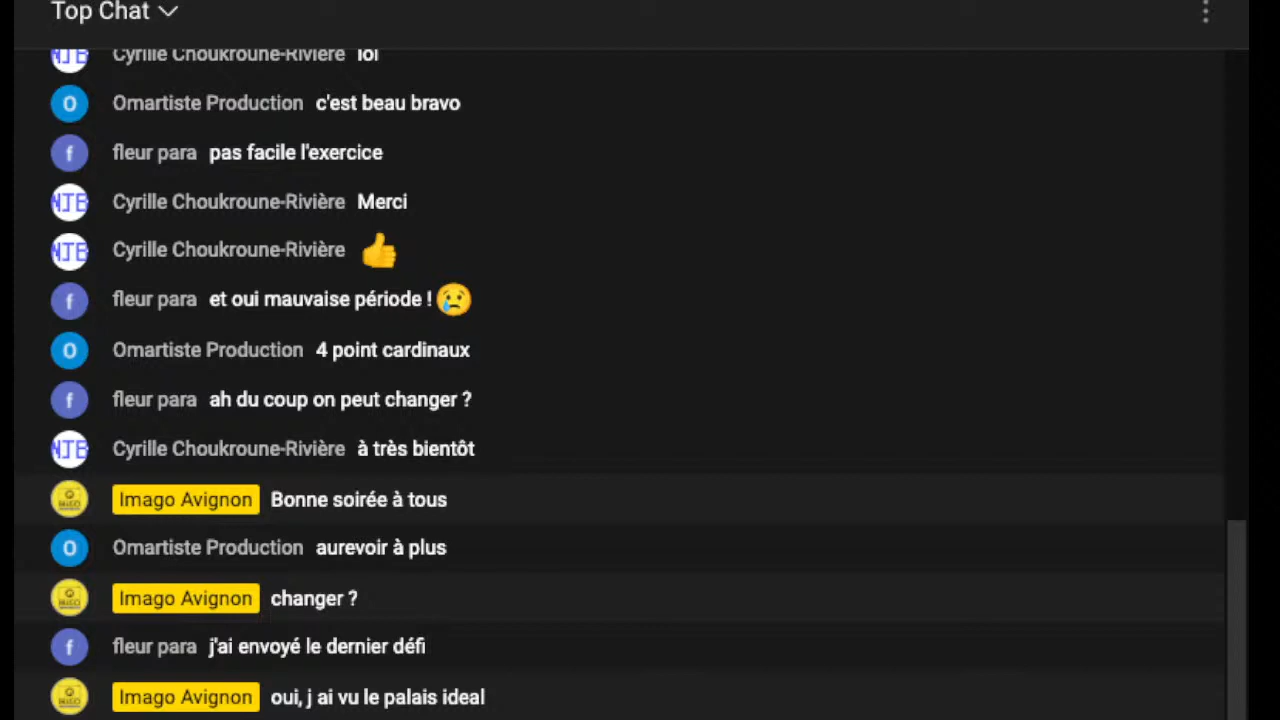 Top Chat
Cyrille Choukroune-Rivière lol
Omartiste Production c'est beau bravo
fleur para pas facile l'exercice
Cyrille Choukroune-Rivière Merci
Cyrille Choukroune-Rivière 👍
fleur para et oui mauvaise période ! 😢
Omartiste Production 4 point cardinaux
fleur para ah du coup on peut changer ?
Cyrille Choukroune-Rivière à très bientôt
Imago Avignon Bonne soirée à tous
Omartiste Production aurevoir à plus
Imago Avignon changer ?
fleur para j'ai envoyé le dernier défi
Imago Avignon oui, j ai vu le palais ideal